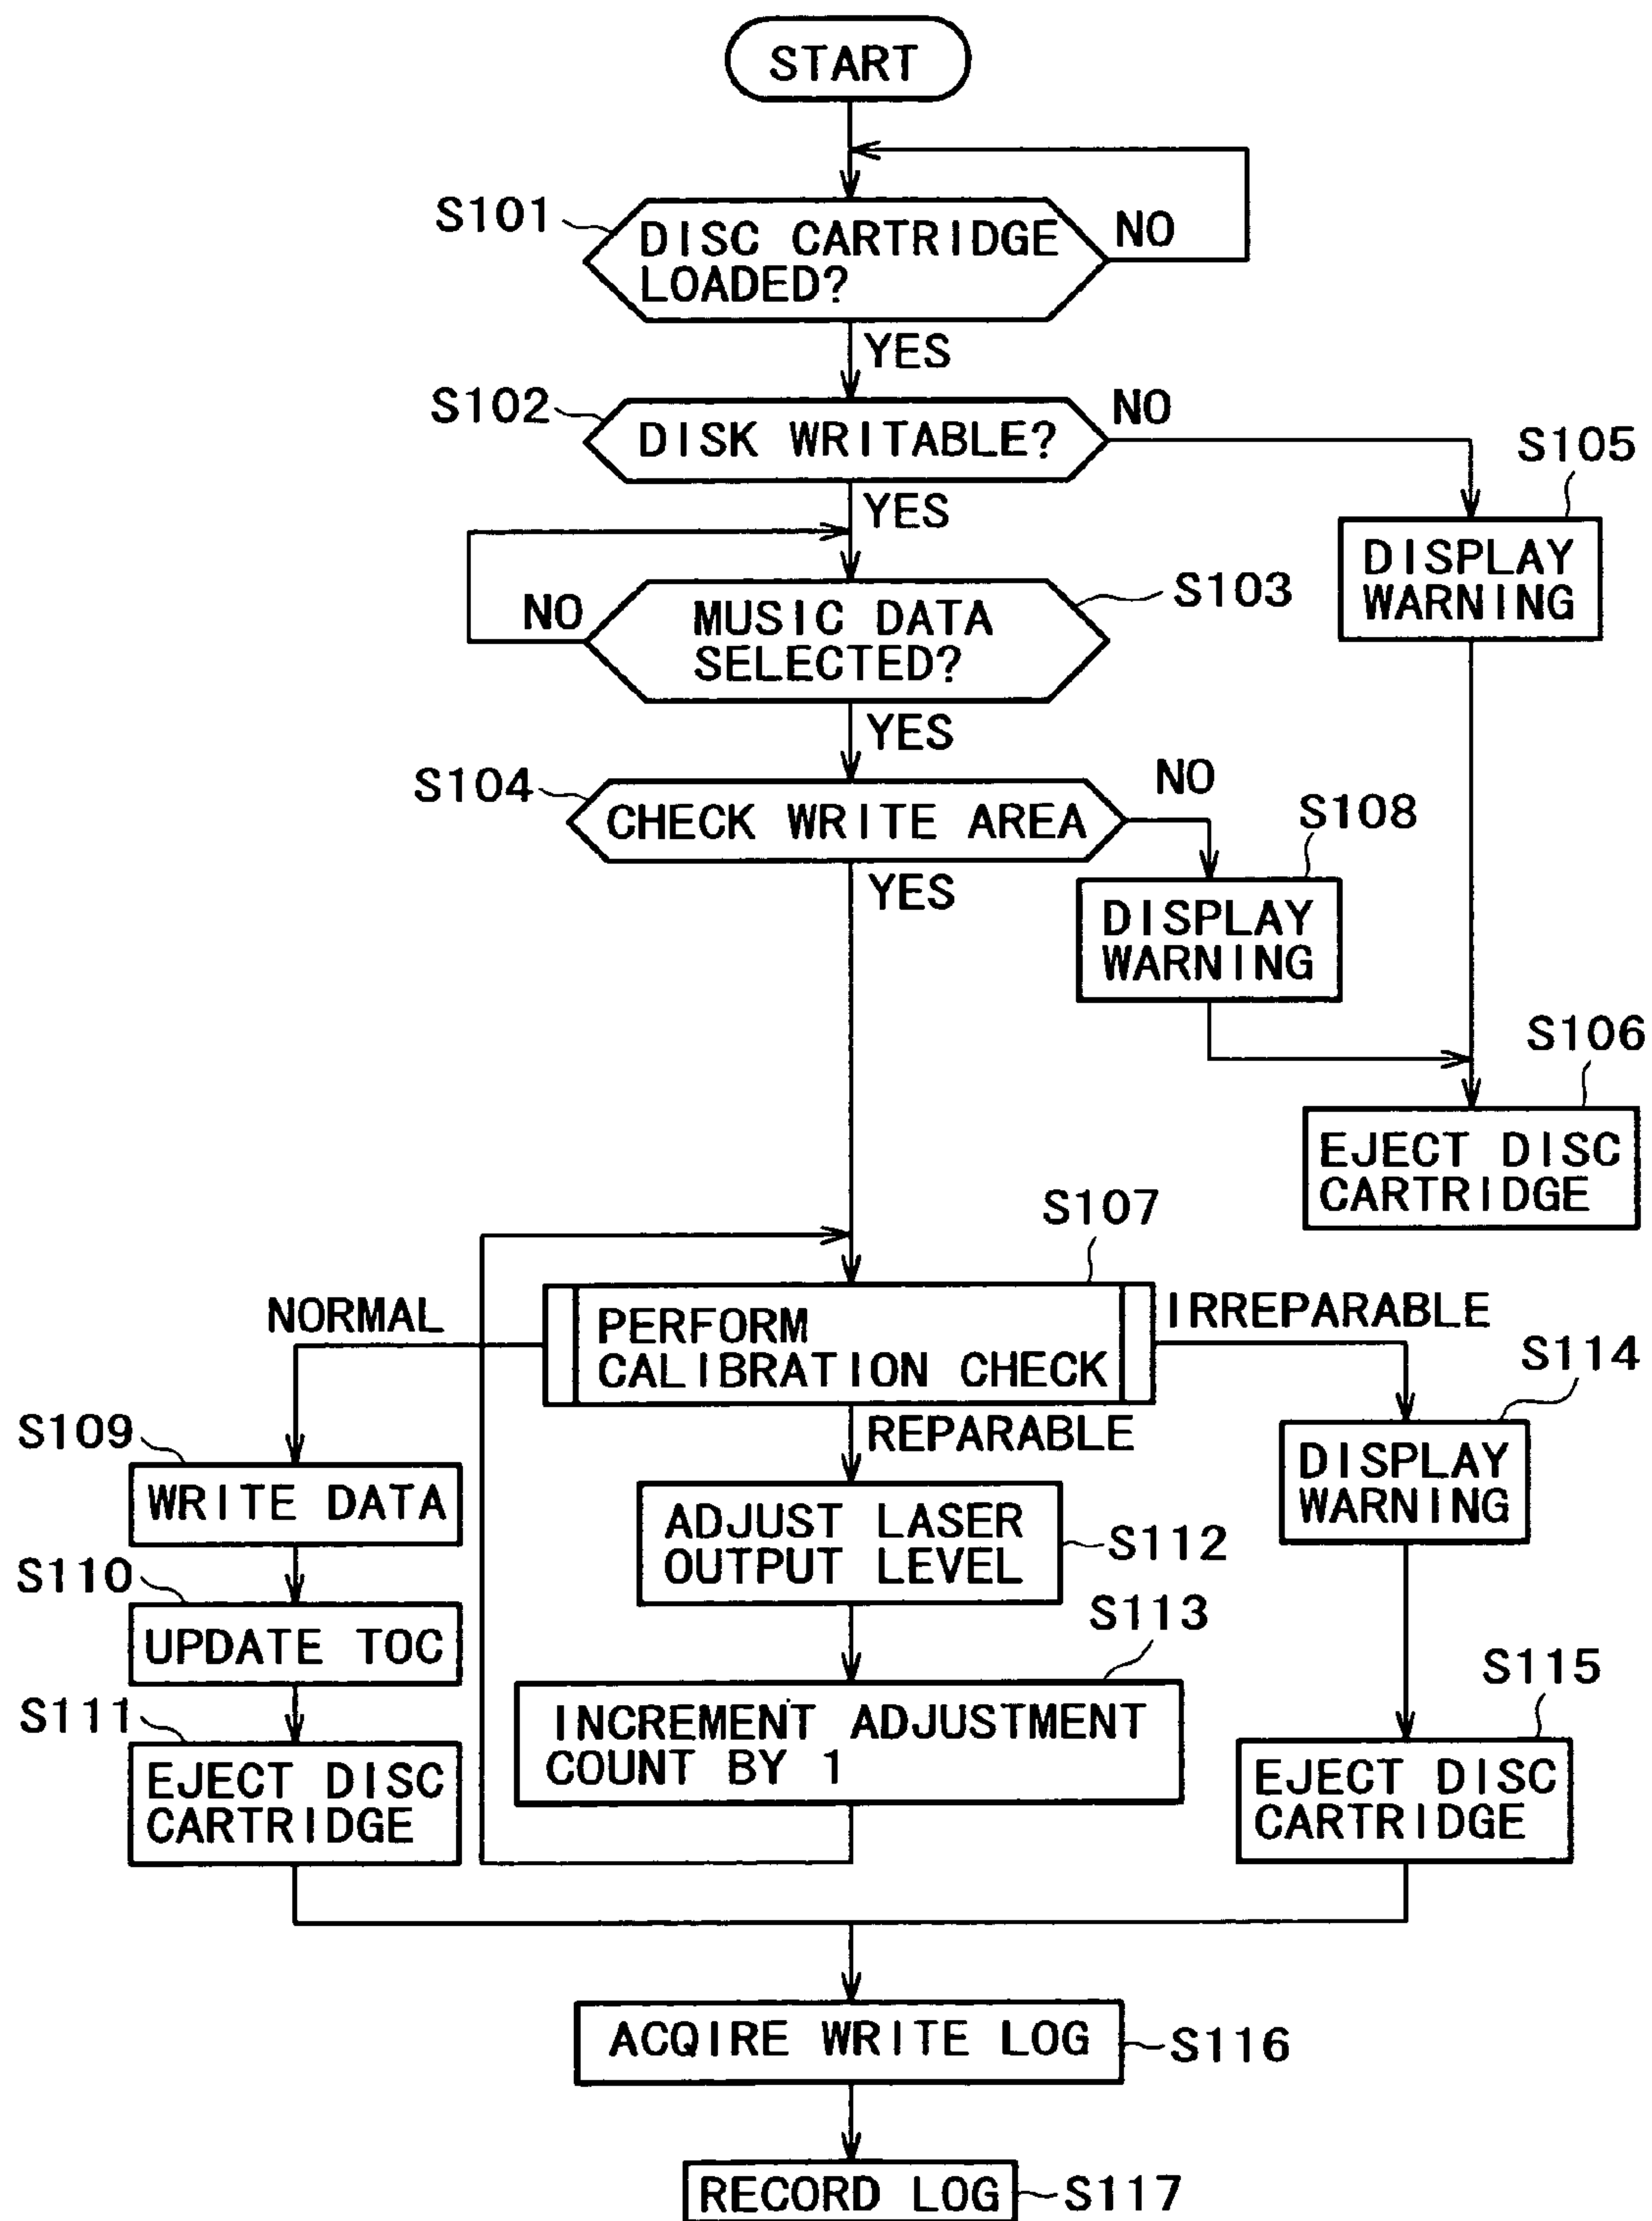 START
S101
DISC CARTRIDGE
LOADED?
NO
YES
S102
DISK WRITABLE?
NO
S105
YES
DISPLAY
WARNING
S103
NO
MUSIC DATA
SELECTED?
YES
S104
CHECK WRITE AREA
NO
S108
YES
DISPLAY
WARNING
S106
EJECT DISC
CARTRIDGE
S107
NORMAL
PERFORM
CALIBRATION CHECK
IRREPARABLE
S114
REPARABLE
S109
WRITE DATA
ADJUST LASER
OUTPUT LEVEL
S112
DISPLAY
WARNING
S110
UPDATE TOC
S113
S115
S111
INCREMENT ADJUSTMENT
COUNT BY 1
EJECT DISC
CARTRIDGE
EJECT DISC
CARTRIDGE
ACQIRE WRITE LOG
S116
RECORD LOG
S117